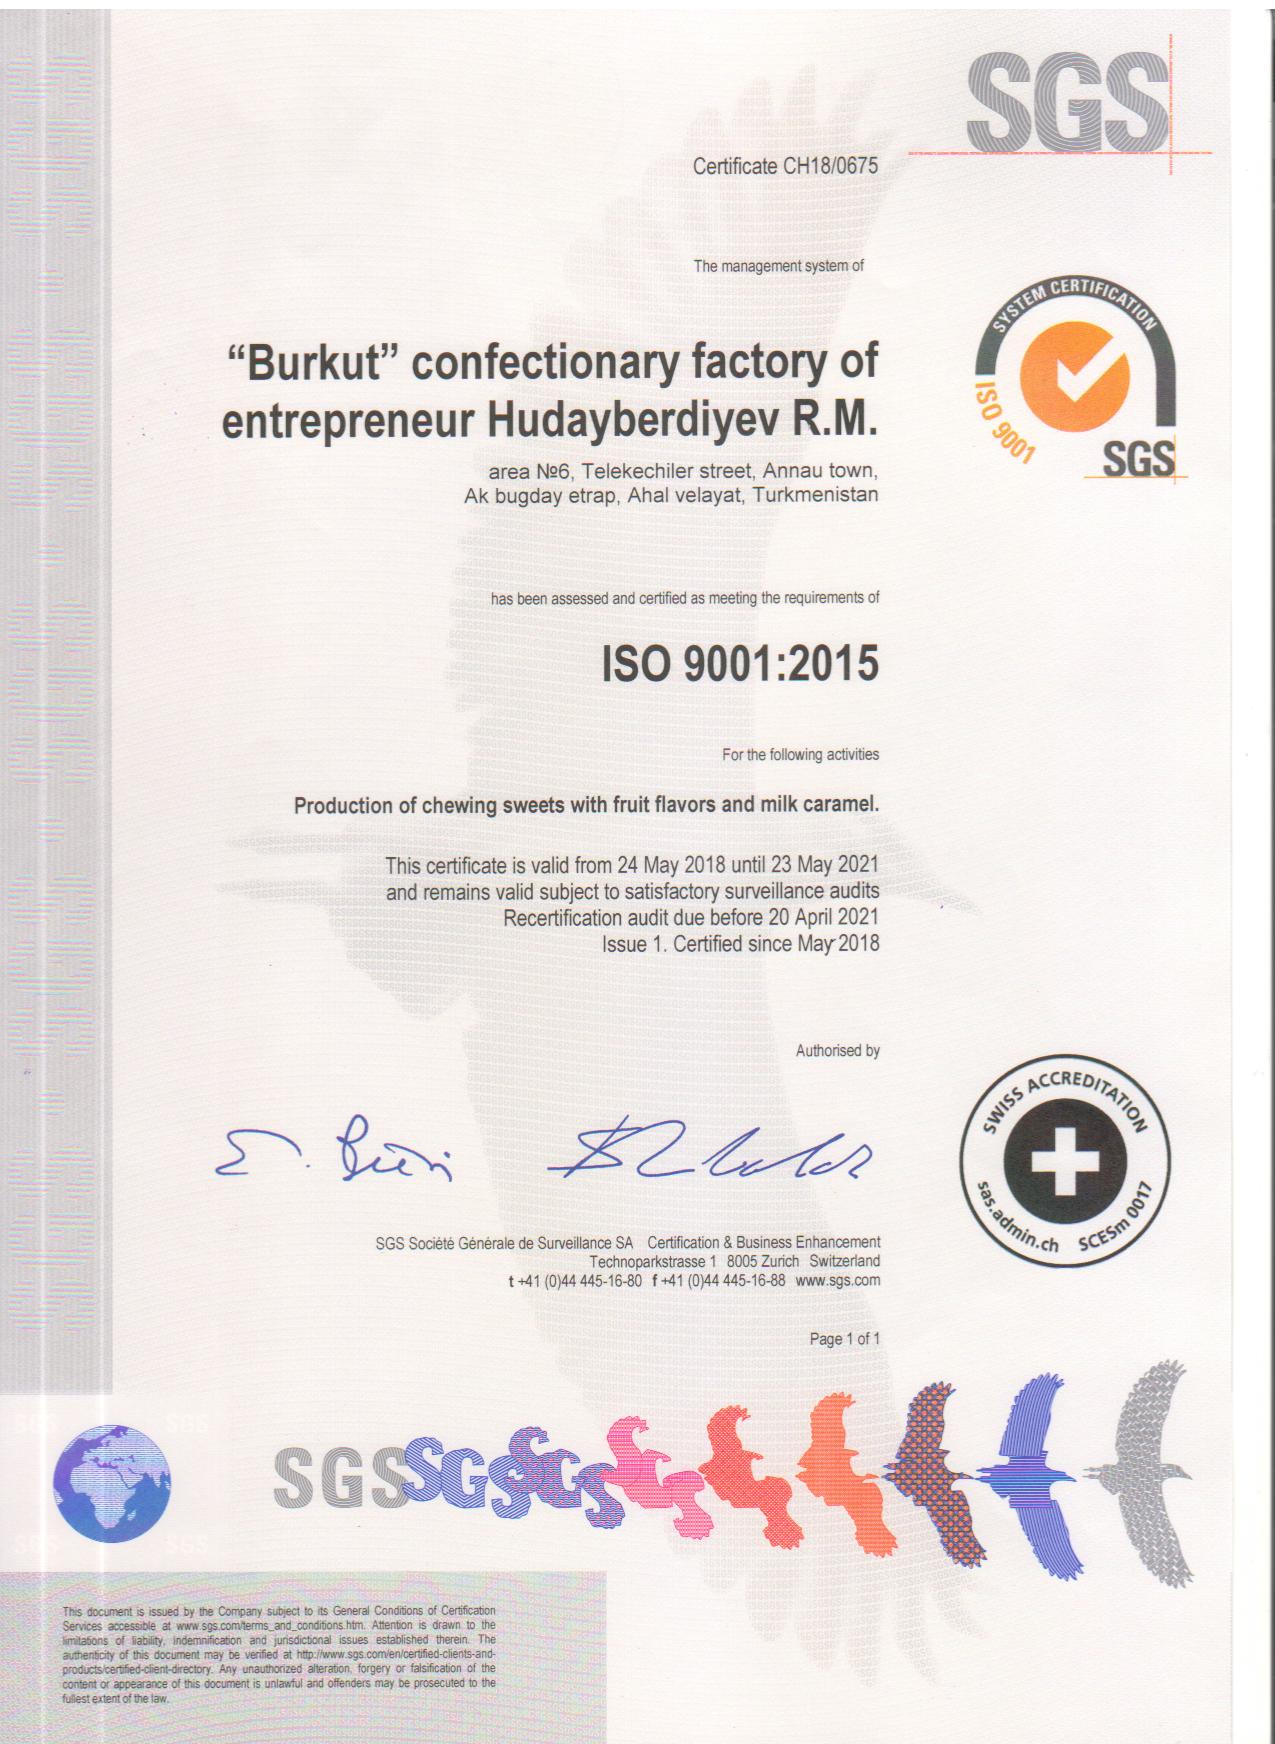 SGS
Certificate CH18/0675
The management system of
SYSTEM CERTIFICATION
ISO 9001
SGS
“Burkut” confectionary factory of
entrepreneur Hudayberdiyev R.M.
area №6, Telekechiler street, Annau town,
Ak bugday etrap, Ahal velayat, Turkmenistan
has been assessed and certified as meeting the requirements of
ISO 9001:2015
For the following activities
Production of chewing sweets with fruit flavors and milk caramel.
This certificate is valid from 24 May 2018 until 23 May 2021
and remains valid subject to satisfactory surveillance audits
Recertification audit due before 20 April 2021
Issue 1. Certified since May 2018
Authorised by
SWISS ACCREDITATION
sas.admin.ch SCESm 0017
SGS Société Générale de Surveillance SA Certification & Business Enhancement
Technoparkstrasse 1 8005 Zurich Switzerland
t +41 (0)44 445-16-80 f +41 (0)44 445-16-88 www.sgs.com
Page 1 of 1
SGS SGS SGS
This document is issued by the Company subject to its General Conditions of Certification
Services accessible at www.sgs.com/terms_and_conditions.htm. Attention is drawn to the
limitations of liability, indemnification and jurisdictional issues established therein. The
authenticity of this document may be verified at http://www.sgs.com/en/certified-clients-and-
products/certified-client-directory. Any unauthorized alteration, forgery or falsification of the
content or appearance of this document is unlawful and offenders may be prosecuted to the
fullest extent of the law.